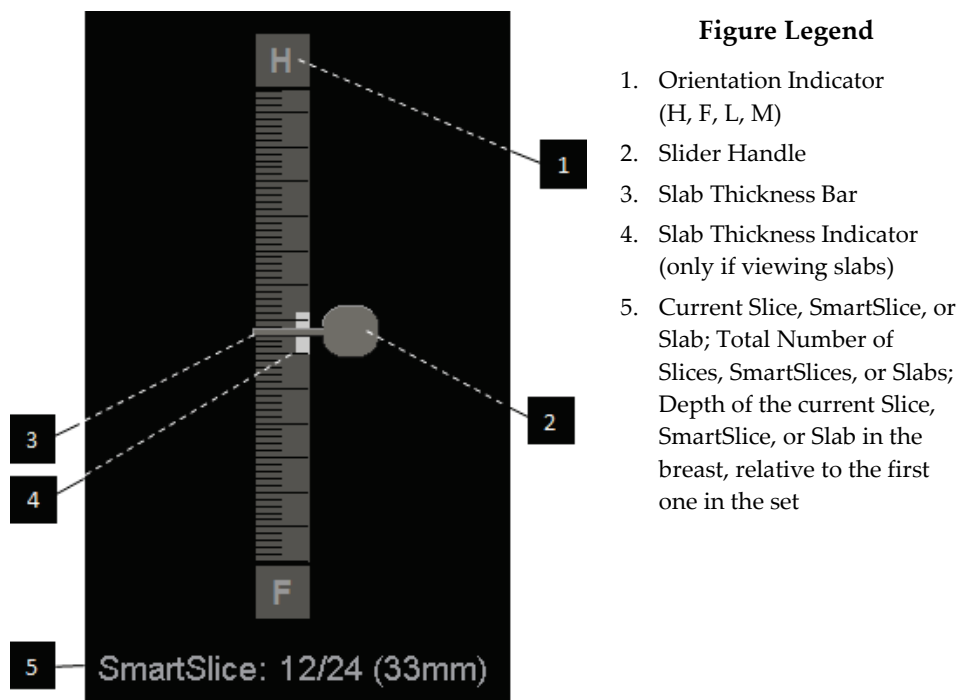 H
1
2
3
4
F
5
SmartSlice: 12/24 (33mm)
Figure Legend
1. Orientation Indicator
(H, F, L, M)
2. Slider Handle
3. Slab Thickness Bar
4. Slab Thickness Indicator
(only if viewing slabs)
5. Current Slice, SmartSlice, or
Slab; Total Number of
Slices, SmartSlices, or Slabs;
Depth of the current Slice,
SmartSlice, or Slab in the
breast, relative to the first
one in the set